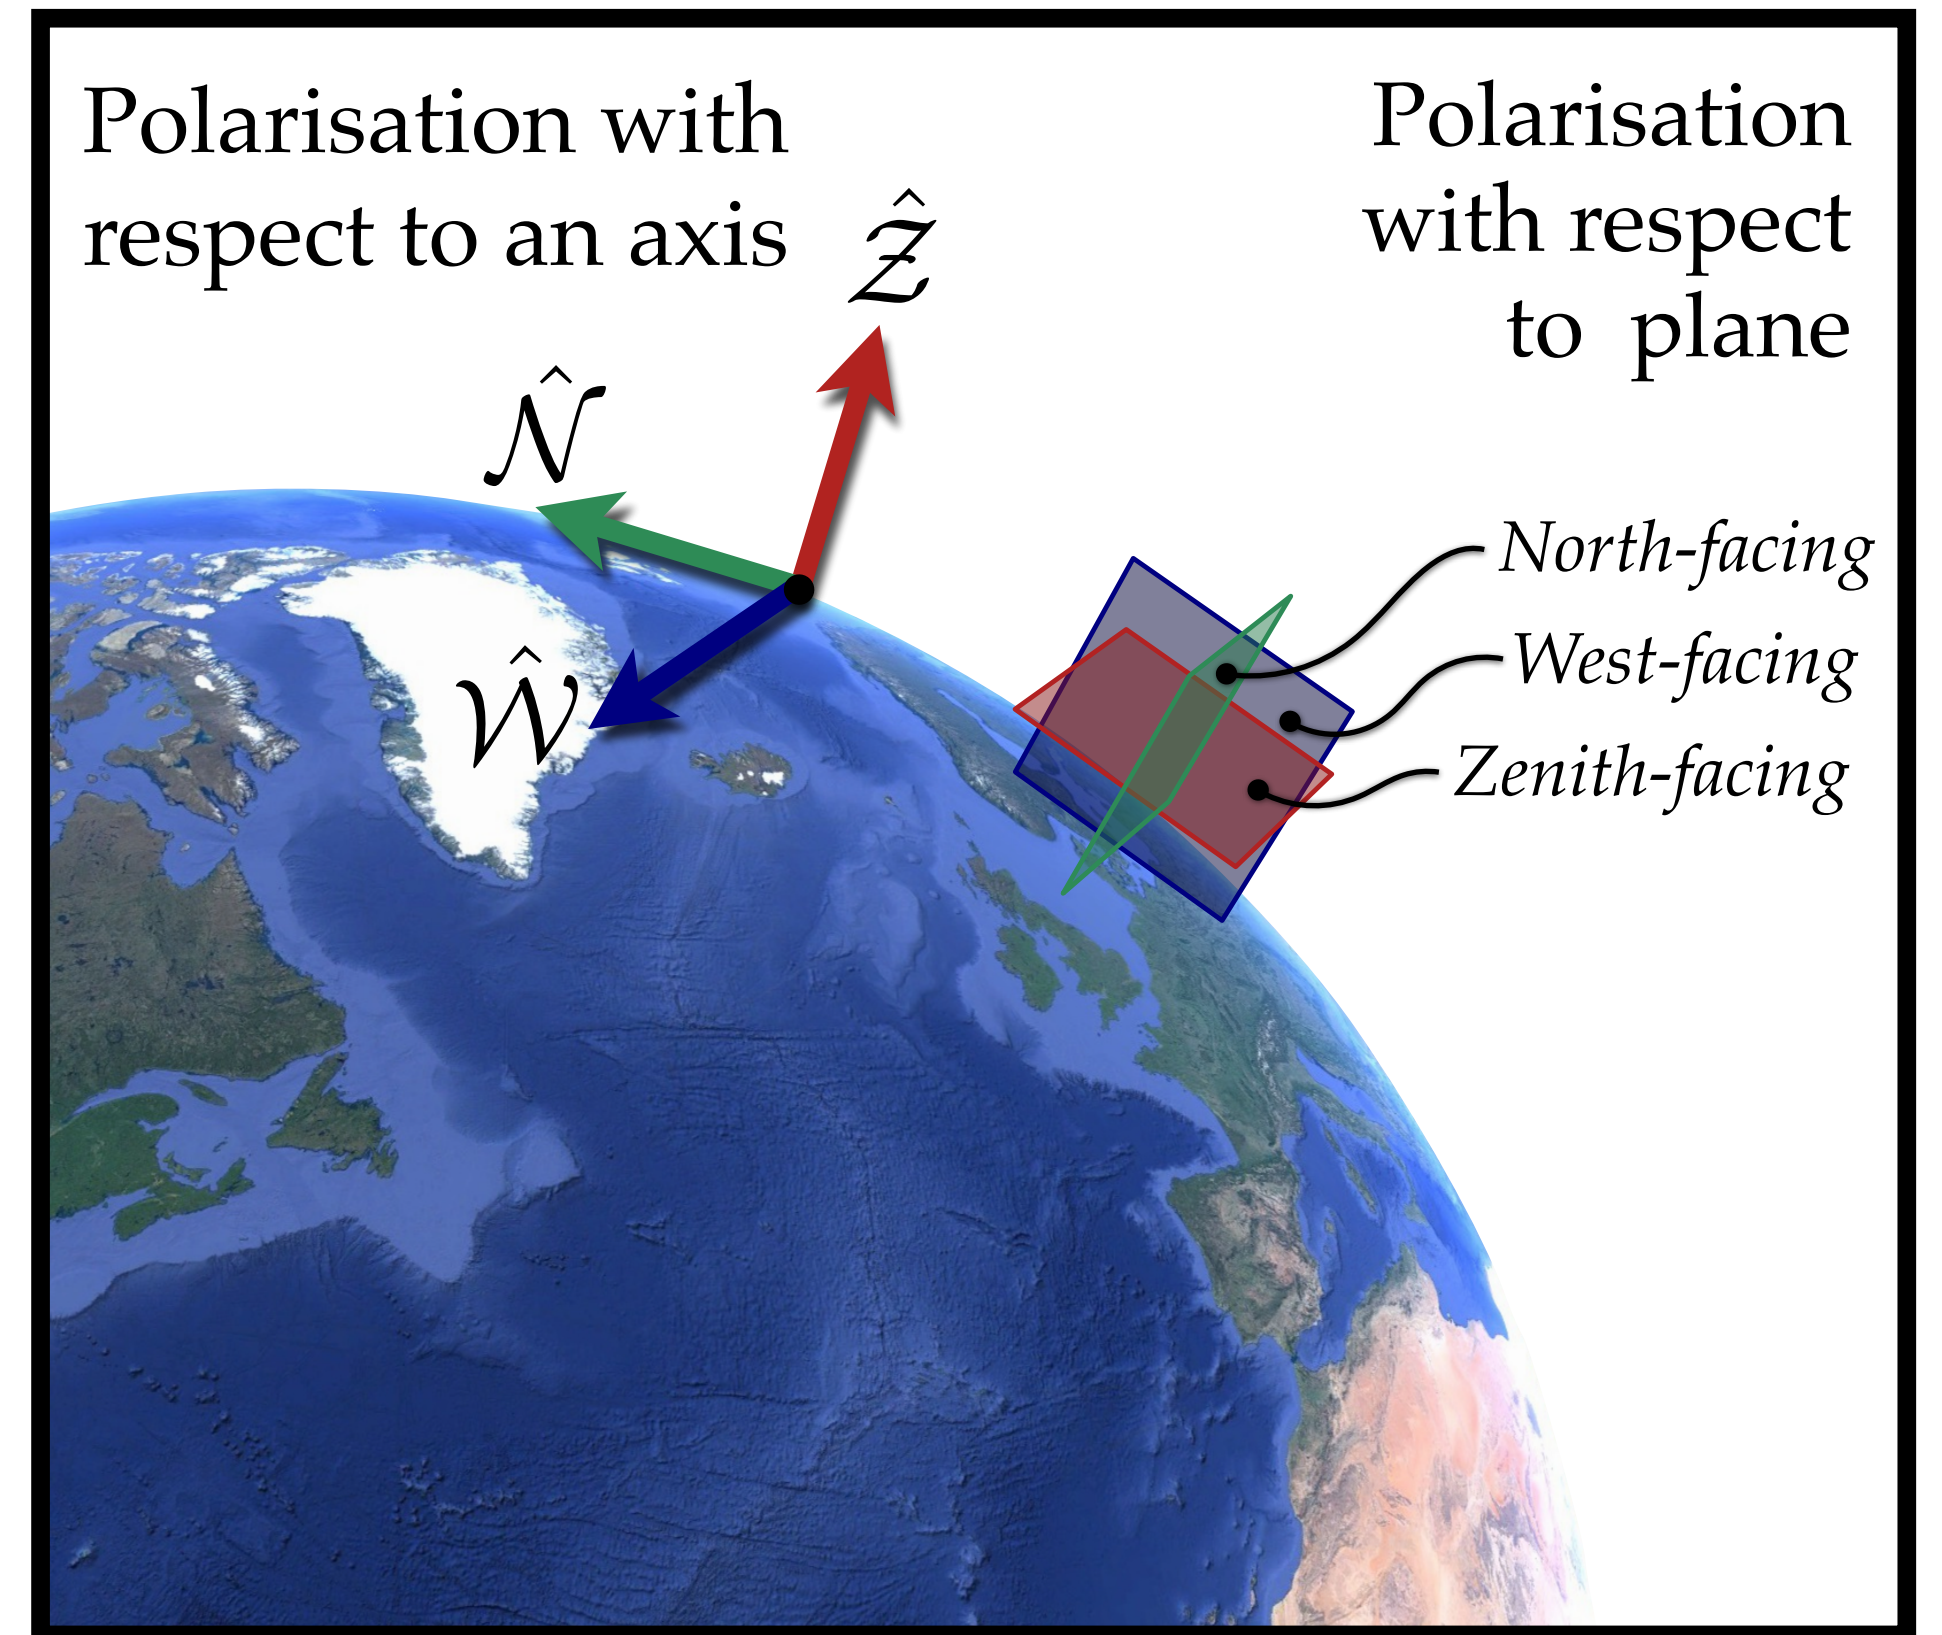 Polarisation with
respect to an axis
Polarisation
with respect
to plane
𝒵̂
𝒩̂
𝒲̂
North-facing
West-facing
Zenith-facing